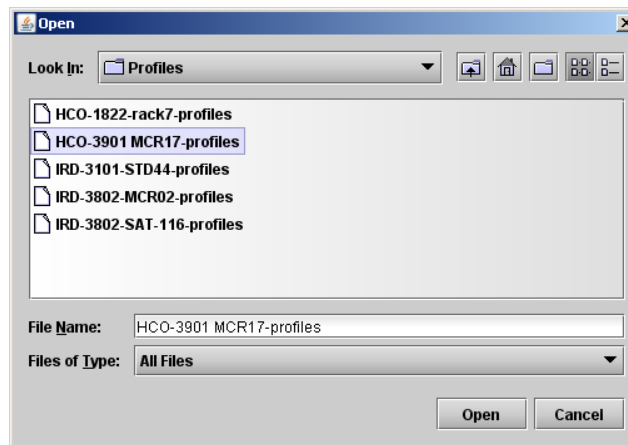 Open
Look In: Profiles
HCO-1822-rack7-profiles
HCO-3901 MCR17-profiles
IRD-3101-STD44-profiles
IRD-3802-MCR02-profiles
IRD-3802-SAT-116-profiles
File Name: HCO-3901 MCR17-profiles
Files of Type: All Files
Open Cancel